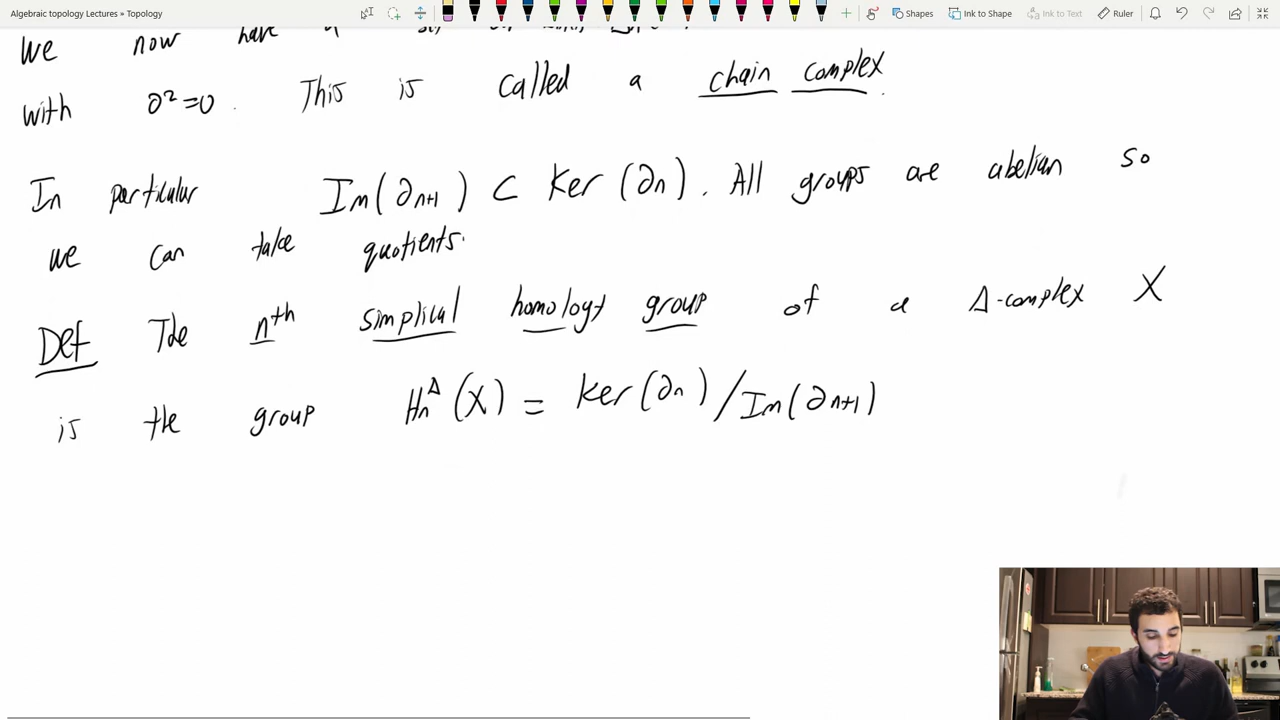 Algebraic topology Lectures » Topology
Shapes Ink to Shape Ink to Text Ruler
We now have a
with ∂²=0. This is called a chain complex.
In particular Im(∂n+1) ⊂ Ker(∂n). All groups are abelian so
we can take quotients.
Def The nth simplical homology group of a Δ-complex X
is the group HnΔ(X) = Ker(∂n)/Im(∂n+1)